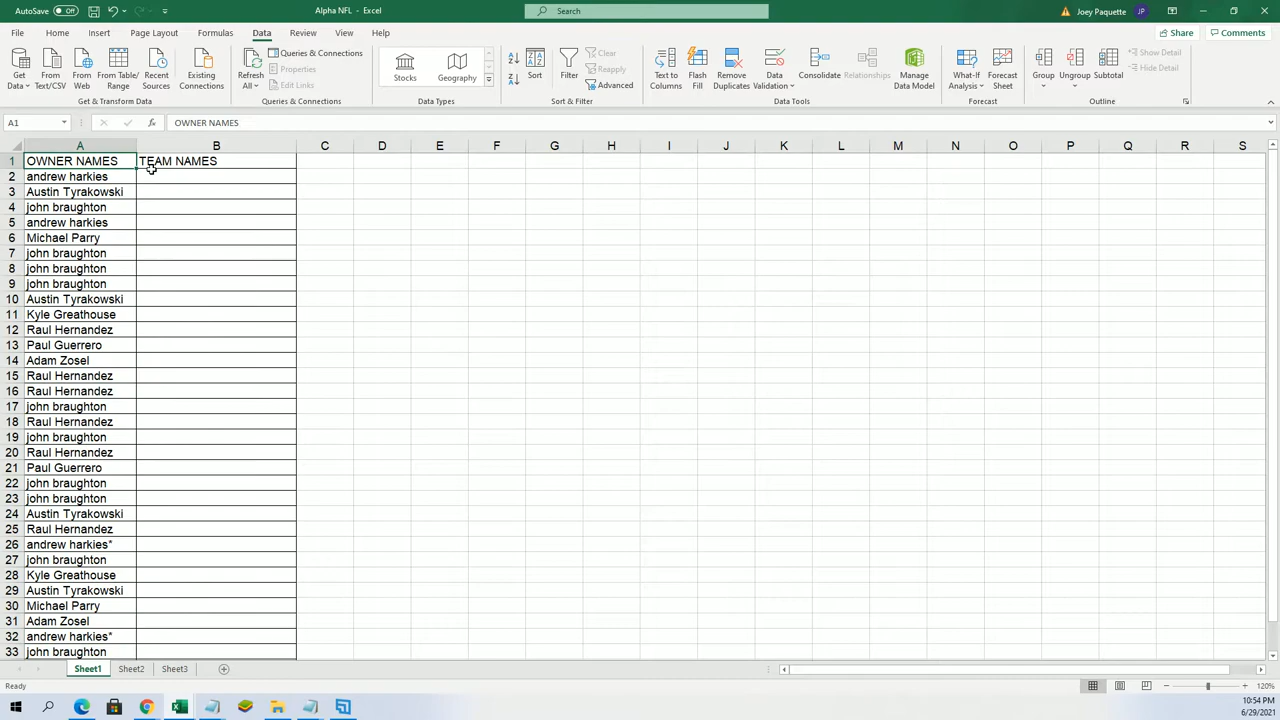 AutoSave Off
Alpha NFL - Excel
Search
Joey Paquette JP
File Home Insert Page Layout Formulas Data Review View Help
Share Comments
Get Data
From Text/CSV
From Web
From Table/Range
Recent Sources
Existing Connections
Get & Transform Data
Refresh All
Queries & Connections
Properties
Edit Links
Queries & Connections
Stocks
Geography
Data Types
Sort
Filter
Clear
Reapply
Advanced
Sort & Filter
Text to Columns
Flash Fill
Remove Duplicates
Data Validation
Consolidate
Relationships
Manage Data Model
Data Tools
What-If Analysis
Forecast Sheet
Forecast
Group
Ungroup
Subtotal
Show Detail
Hide Detail
Outline
A1 fx OWNER NAMES
A B C D E F G H I J K L M N O P Q R S
1 OWNER NAMES TEAM NAMES
2 andrew harkies
3 Austin Tyrakowski
4 john braughton
5 andrew harkies
6 Michael Parry
7 john braughton
8 john braughton
9 john braughton
10 Austin Tyrakowski
11 Kyle Greathouse
12 Raul Hernandez
13 Paul Guerrero
14 Adam Zosel
15 Raul Hernandez
16 Raul Hernandez
17 john braughton
18 Raul Hernandez
19 john braughton
20 Raul Hernandez
21 Paul Guerrero
22 john braughton
23 john braughton
24 Austin Tyrakowski
25 Raul Hernandez
26 andrew harkies*
27 john braughton
28 Kyle Greathouse
29 Austin Tyrakowski
30 Michael Parry
31 Adam Zosel
32 andrew harkies*
33 john braughton
Sheet1 Sheet2 Sheet3
Ready
120%
10:54 PM
6/29/2021